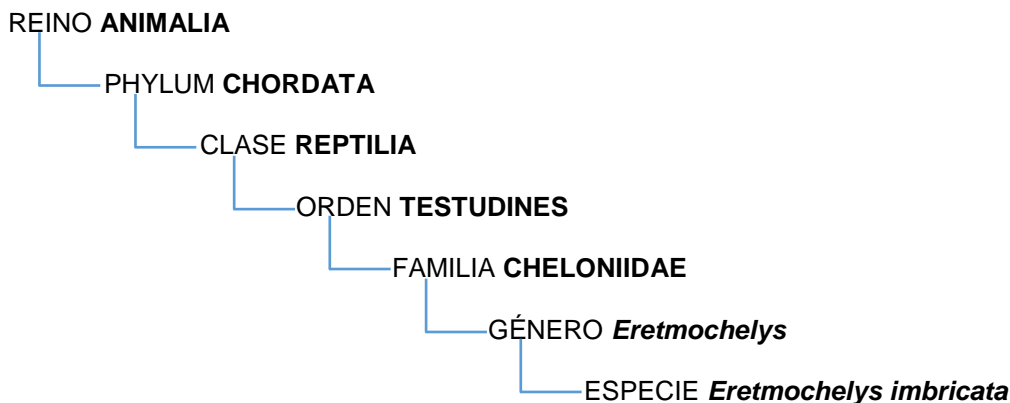 REINO ANIMALIA
PHYLUM CHORDATA
CLASE REPTILIA
ORDEN TESTUDINES
FAMILIA CHELONIIDAE
GÉNERO Eretmochelys
ESPECIE Eretmochelys imbricata